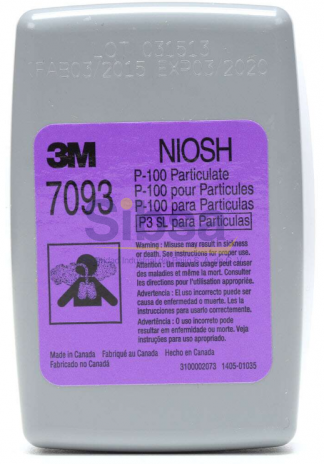 LOT 031513
FAB03/2015 EXP03/2020
3M
NIOSH
7093
P-100 Particulate
P-100 pour Particules
P-100 para Particulas
P3 SL para Particulas
Warning : Misuse may result in sickness
or death. See instructions for proper use.
Attention : Un mauvais usage peut causer
des maladies et même la mort. Consulter
les directions pour l'utilisation appropriée.
Advertencia : El uso incorrecto puede ser
causa de enfermedad o muerte. Lea las
instrucciones para usarlo correctamente.
Advertência : O uso incorreto pode
resultar em enfermidade ou morte. Veja
instruções para uso apropriado.
Made in Canada Fabriqué au Canada Hecho en Canada
Fabricado no Canadá
3100002073 1405-01035